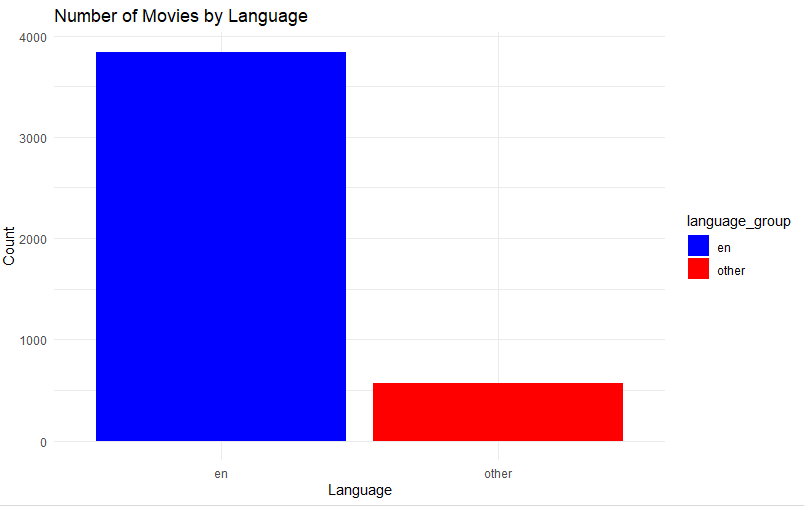 Number of Movies by Language
Count
4000
3000
2000
1000
0
en
other
Language
language_group
en
other